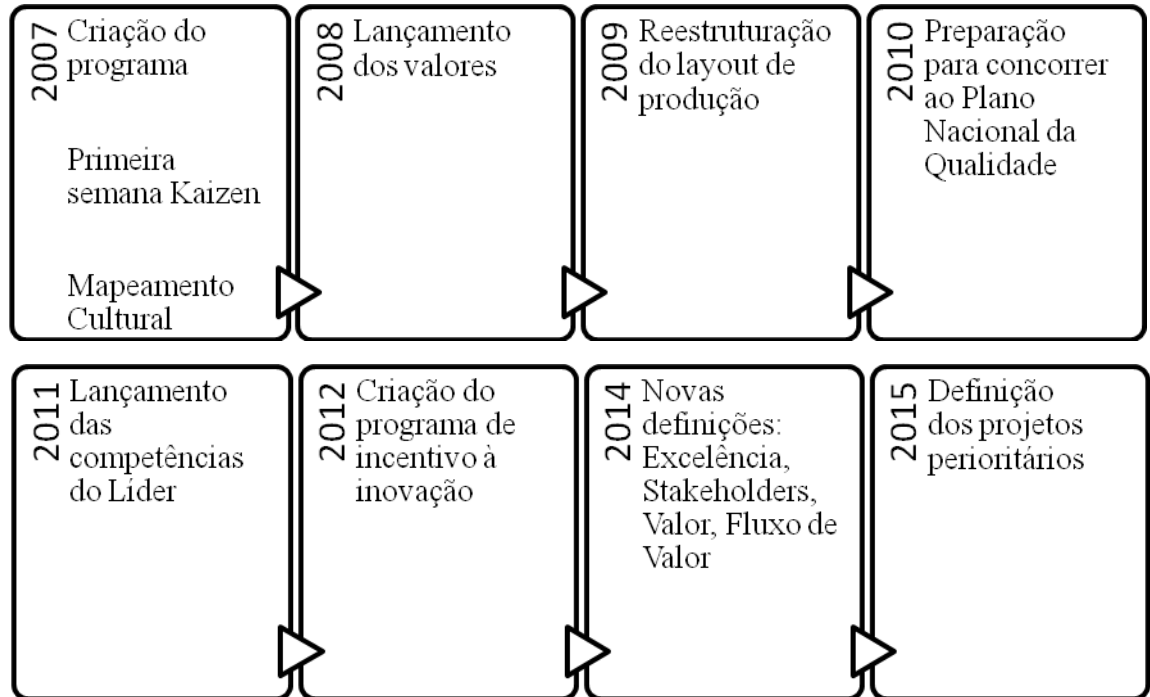 2007
Criação do
programa
Primeira
semana Kaizen
Mapeamento
Cultural
2008
Lançamento
dos valores
2009
Reestruturação
do layout de
produção
2010
Preparação
para concorrer
ao Plano
Nacional da
Qualidade
2011
Lançamento
das
competências
do Líder
2012
Criação do
programa de
incentivo à
inovação
2014
Novas
definições:
Excelência,
Stakeholders,
Valor, Fluxo de
Valor
2015
Definição
dos projetos
perioritários